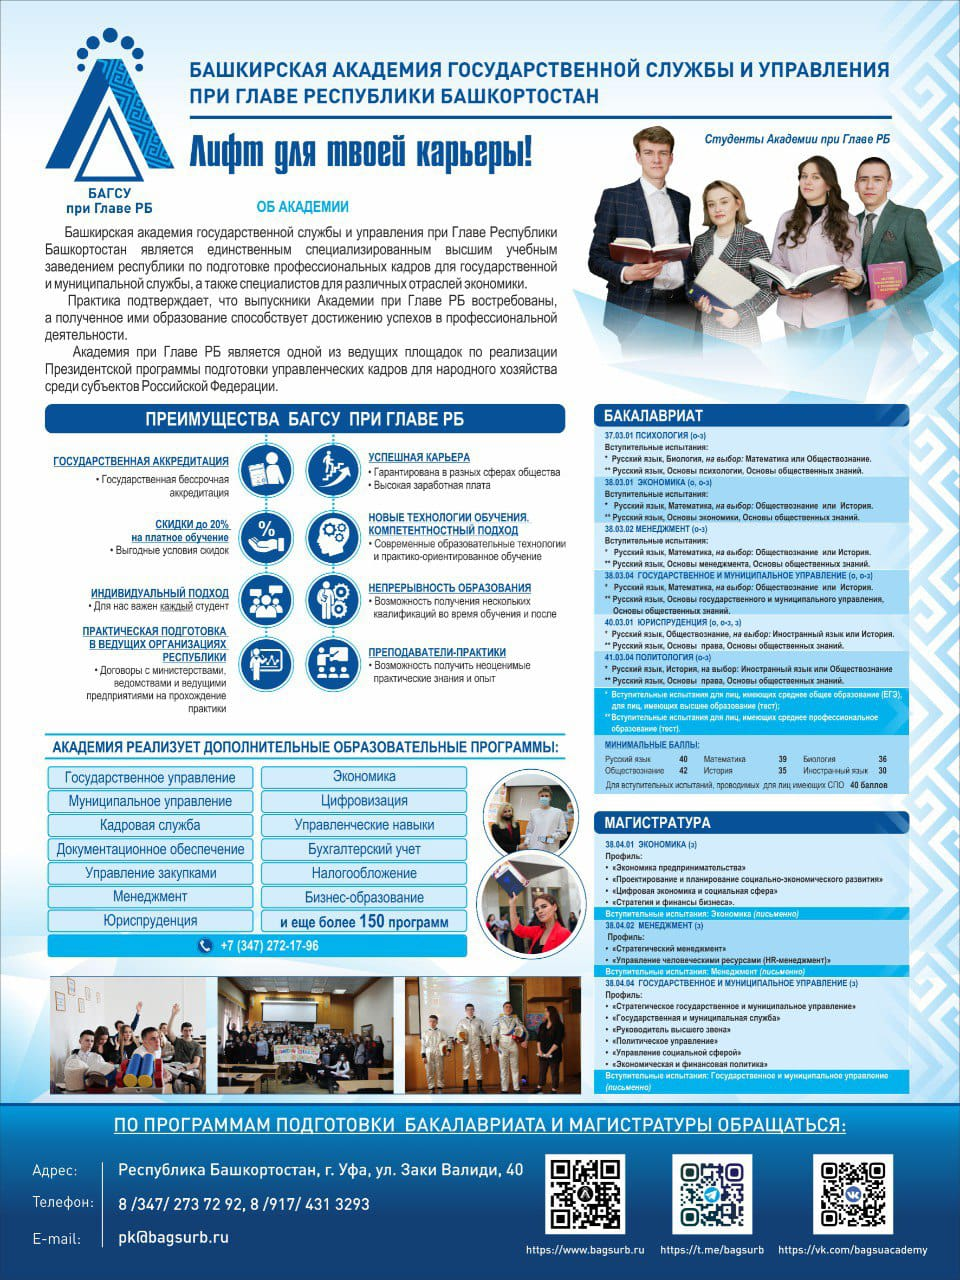 БАШКИРСКАЯ АКАДЕМИЯ ГОСУДАРСТВЕННОЙ СЛУЖБЫ И УПРАВЛЕНИЯ
ПРИ ГЛАВЕ РЕСПУБЛИКИ БАШКОРТОСТАН
Лифт для твоей карьеры!
Студенты Академии при Главе РБ
БАГСУ
при Главе РБ
ОБ АКАДЕМИИ
Башкирская академия государственной службы и управления при Главе Республики
Башкортостан является единственным специализированным высшим учебным
заведением республики по подготовке профессиональных кадров для государственной
и муниципальной службы, а также специалистов для различных отраслей экономики.
Практика подтверждает, что выпускники Академии при Главе РБ востребованы,
а полученное ими образование способствует достижению успехов в профессиональной
деятельности.
Академия при Главе РБ является одной из ведущих площадок по реализации
Президентской программы подготовки управленческих кадров для народного хозяйства
среди субъектов Российской Федерации.
ПРЕИМУЩЕСТВА БАГСУ ПРИ ГЛАВЕ РБ
ГОСУДАРСТВЕННАЯ АККРЕДИТАЦИЯ
• Государственная бессрочная
аккредитация
СКИДКИ до 20%
на платное обучение
• Выгодные условия скидок
%
ИНДИВИДУАЛЬНЫЙ ПОДХОД
• Для нас важен каждый студент
ПРАКТИЧЕСКАЯ ПОДГОТОВКА
В ВЕДУЩИХ ОРГАНИЗАЦИЯХ
РЕСПУБЛИКИ
• Договоры с министерствами,
ведомствами и ведущими
предприятиями на прохождение
практики
УСПЕШНАЯ КАРЬЕРА
• Гарантирована в разных сферах общества
• Высокая заработная плата
НОВЫЕ ТЕХНОЛОГИИ ОБУЧЕНИЯ.
КОМПЕТЕНТНОСТНЫЙ ПОДХОД
• Современные образовательные технологии
и практико-ориентированное обучение
НЕПРЕРЫВНОСТЬ ОБРАЗОВАНИЯ
• Возможность получения нескольких
квалификаций во время обучения и после
ПРЕПОДАВАТЕЛИ-ПРАКТИКИ
• Возможность получить неоценимые
практические знания и опыт
АКАДЕМИЯ РЕАЛИЗУЕТ ДОПОЛНИТЕЛЬНЫЕ ОБРАЗОВАТЕЛЬНЫЕ ПРОГРАММЫ:
Государственное управление
Муниципальное управление
Кадровая служба
Документационное обеспечение
Управление закупками
Менеджмент
Юриспруденция
Экономика
Цифровизация
Управленческие навыки
Бухгалтерский учет
Налогообложение
Бизнес-образование
и еще более 150 программ
+7 (347) 272-17-96
БАКАЛАВРИАТ
37.03.01 ПСИХОЛОГИЯ (о-з)
Вступительные испытания:
* Русский язык, Биология, на выбор: Математика или Обществознание.
** Русский язык, Основы психологии, Основы общественных знаний.
38.03.01 ЭКОНОМИКА (о, о-з)
Вступительные испытания:
* Русский язык, Математика, на выбор: Обществознание или История.
** Русский язык, Основы экономики, Основы общественных знаний.
38.03.02 МЕНЕДЖМЕНТ (о-з)
Вступительные испытания:
* Русский язык, Математика, на выбор: Обществознание или История.
** Русский язык, Основы менеджмента, Основы общественных знаний.
38.03.04 ГОСУДАРСТВЕННОЕ И МУНИЦИПАЛЬНОЕ УПРАВЛЕНИЕ (о, о-з)
* Русский язык, Математика, на выбор: Обществознание или История.
** Русский язык, Основы государственного и муниципального управления,
Основы общественных знаний.
40.03.01 ЮРИСПРУДЕНЦИЯ (о, о-з, з)
* Русский язык, Обществознание, на выбор: Иностранный язык или История.
** Русский язык, Основы права, Основы общественных знаний.
41.03.04 ПОЛИТОЛОГИЯ (о-з)
* Русский язык, История, на выбор: Иностранный язык или Обществознание
** Русский язык, Основы права, Основы общественных знаний.
* Вступительные испытания для лиц, имеющих среднее общее образование (ЕГЭ),
для лиц, имеющих высшее образование (тест);
** Вступительные испытания для лиц, имеющих среднее профессиональное
образование (тест).
МИНИМАЛЬНЫЕ БАЛЛЫ:
Русский язык 40 Математика 39 Биология 36
Обществознание 42 История 35 Иностранный язык 30
Для вступительных испытаний, проводимых для лиц имеющих СПО 40 баллов
МАГИСТРАТУРА
38.04.01 ЭКОНОМИКА (з)
Профиль:
• «Экономика предпринимательства»
• «Проектирование и планирование социально-экономического развития»
• «Цифровая экономика и социальная сфера»
• «Стратегия и финансы бизнеса».
Вступительные испытания: Экономика (письменно)
38.04.02 МЕНЕДЖМЕНТ (з)
Профиль:
• «Стратегический менеджмент»
• «Управление человеческими ресурсами (HR-менеджмент)»
Вступительные испытания: Менеджмент (письменно)
38.04.04 ГОСУДАРСТВЕННОЕ И МУНИЦИПАЛЬНОЕ УПРАВЛЕНИЕ (з)
Профиль:
• «Стратегическое государственное и муниципальное управление»
• «Государственная и муниципальная служба»
• «Руководитель высшего звена»
• «Политическое управление»
• «Управление социальной сферой»
• «Экономическая и финансовая политика»
Вступительные испытания: Государственное и муниципальное управление
(письменно)
ПО ПРОГРАММАМ ПОДГОТОВКИ БАКАЛАВРИАТА И МАГИСТРАТУРЫ ОБРАЩАТЬСЯ:
Адрес: Республика Башкортостан, г. Уфа, ул. Заки Валиди, 40
Телефон: 8 /347/ 273 72 92, 8 /917/ 431 3293
E-mail: pk@bagsurb.ru
https://www.bagsurb.ru https://t.me/bagsurb https://vk.com/bagsuacademy